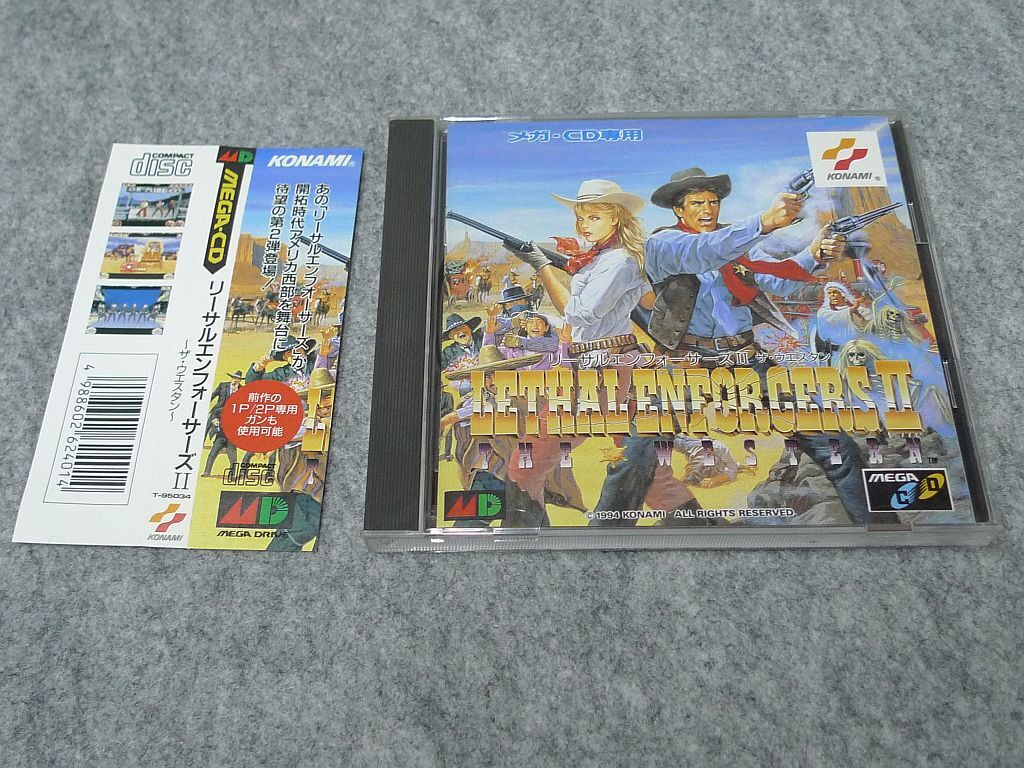 COMPACT
disc
4988602624014
T-95034
KONAMI
MD
MEGA-CD
リーサルエンフォーサーズII
〜ザ・ウエスタン〜
KONAMI®
あの、「リーサルエンフォーサーズ」が、
開拓時代アメリカ西部を舞台に
待望の第2弾登場!
前作の
1P/2P専用
ガンも
使用可能
COMPACT
disc
MD
MEGA DRIVE
メガ・CD専用
KONAMI®
リーサルエンフォーサーズII ザ・ウエスタン
LETHAL ENFORCERS II
THE WESTERN™
MEGA
CD
MD
© 1994 KONAMI ALL RIGHTS RESERVED.